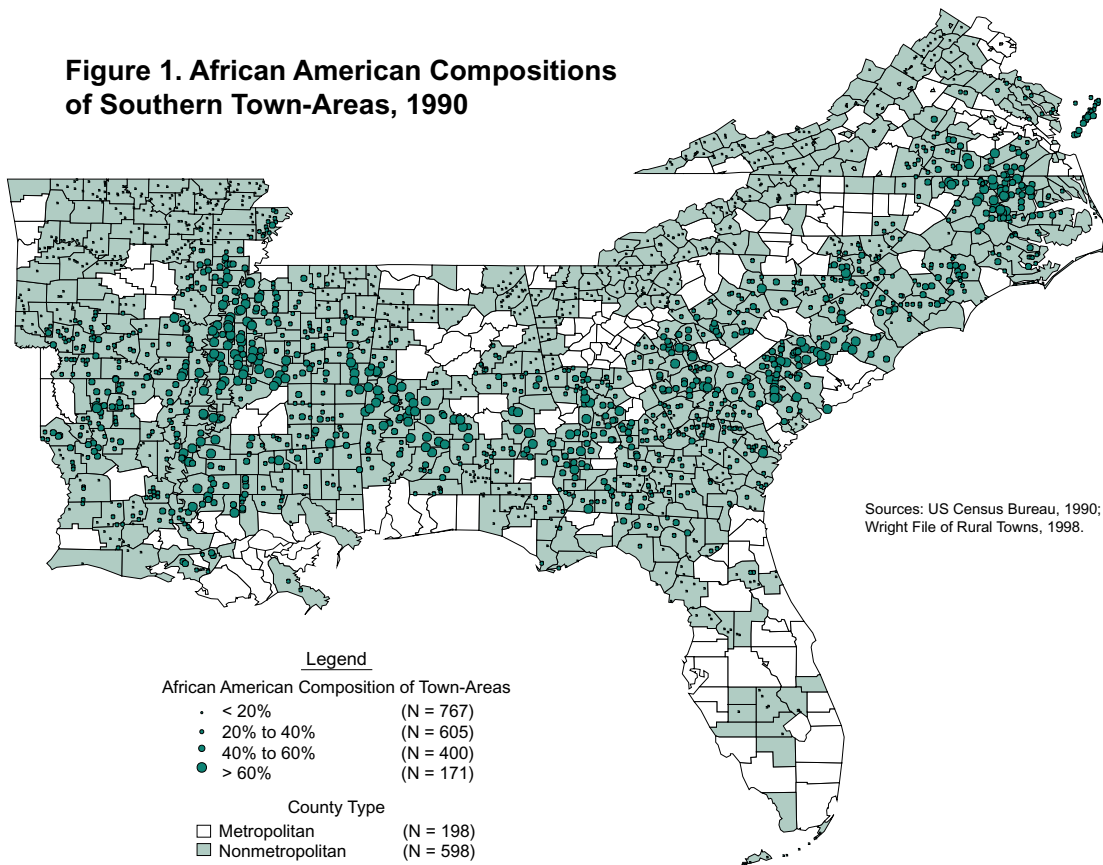 Figure 1. African American Compositions
of Southern Town-Areas, 1990
Sources: US Census Bureau, 1990;
Wright File of Rural Towns, 1998.
Legend
African American Composition of Town-Areas
< 20% (N = 767)
20% to 40% (N = 605)
40% to 60% (N = 400)
> 60% (N = 171)
County Type
Metropolitan (N = 198)
Nonmetropolitan (N = 598)